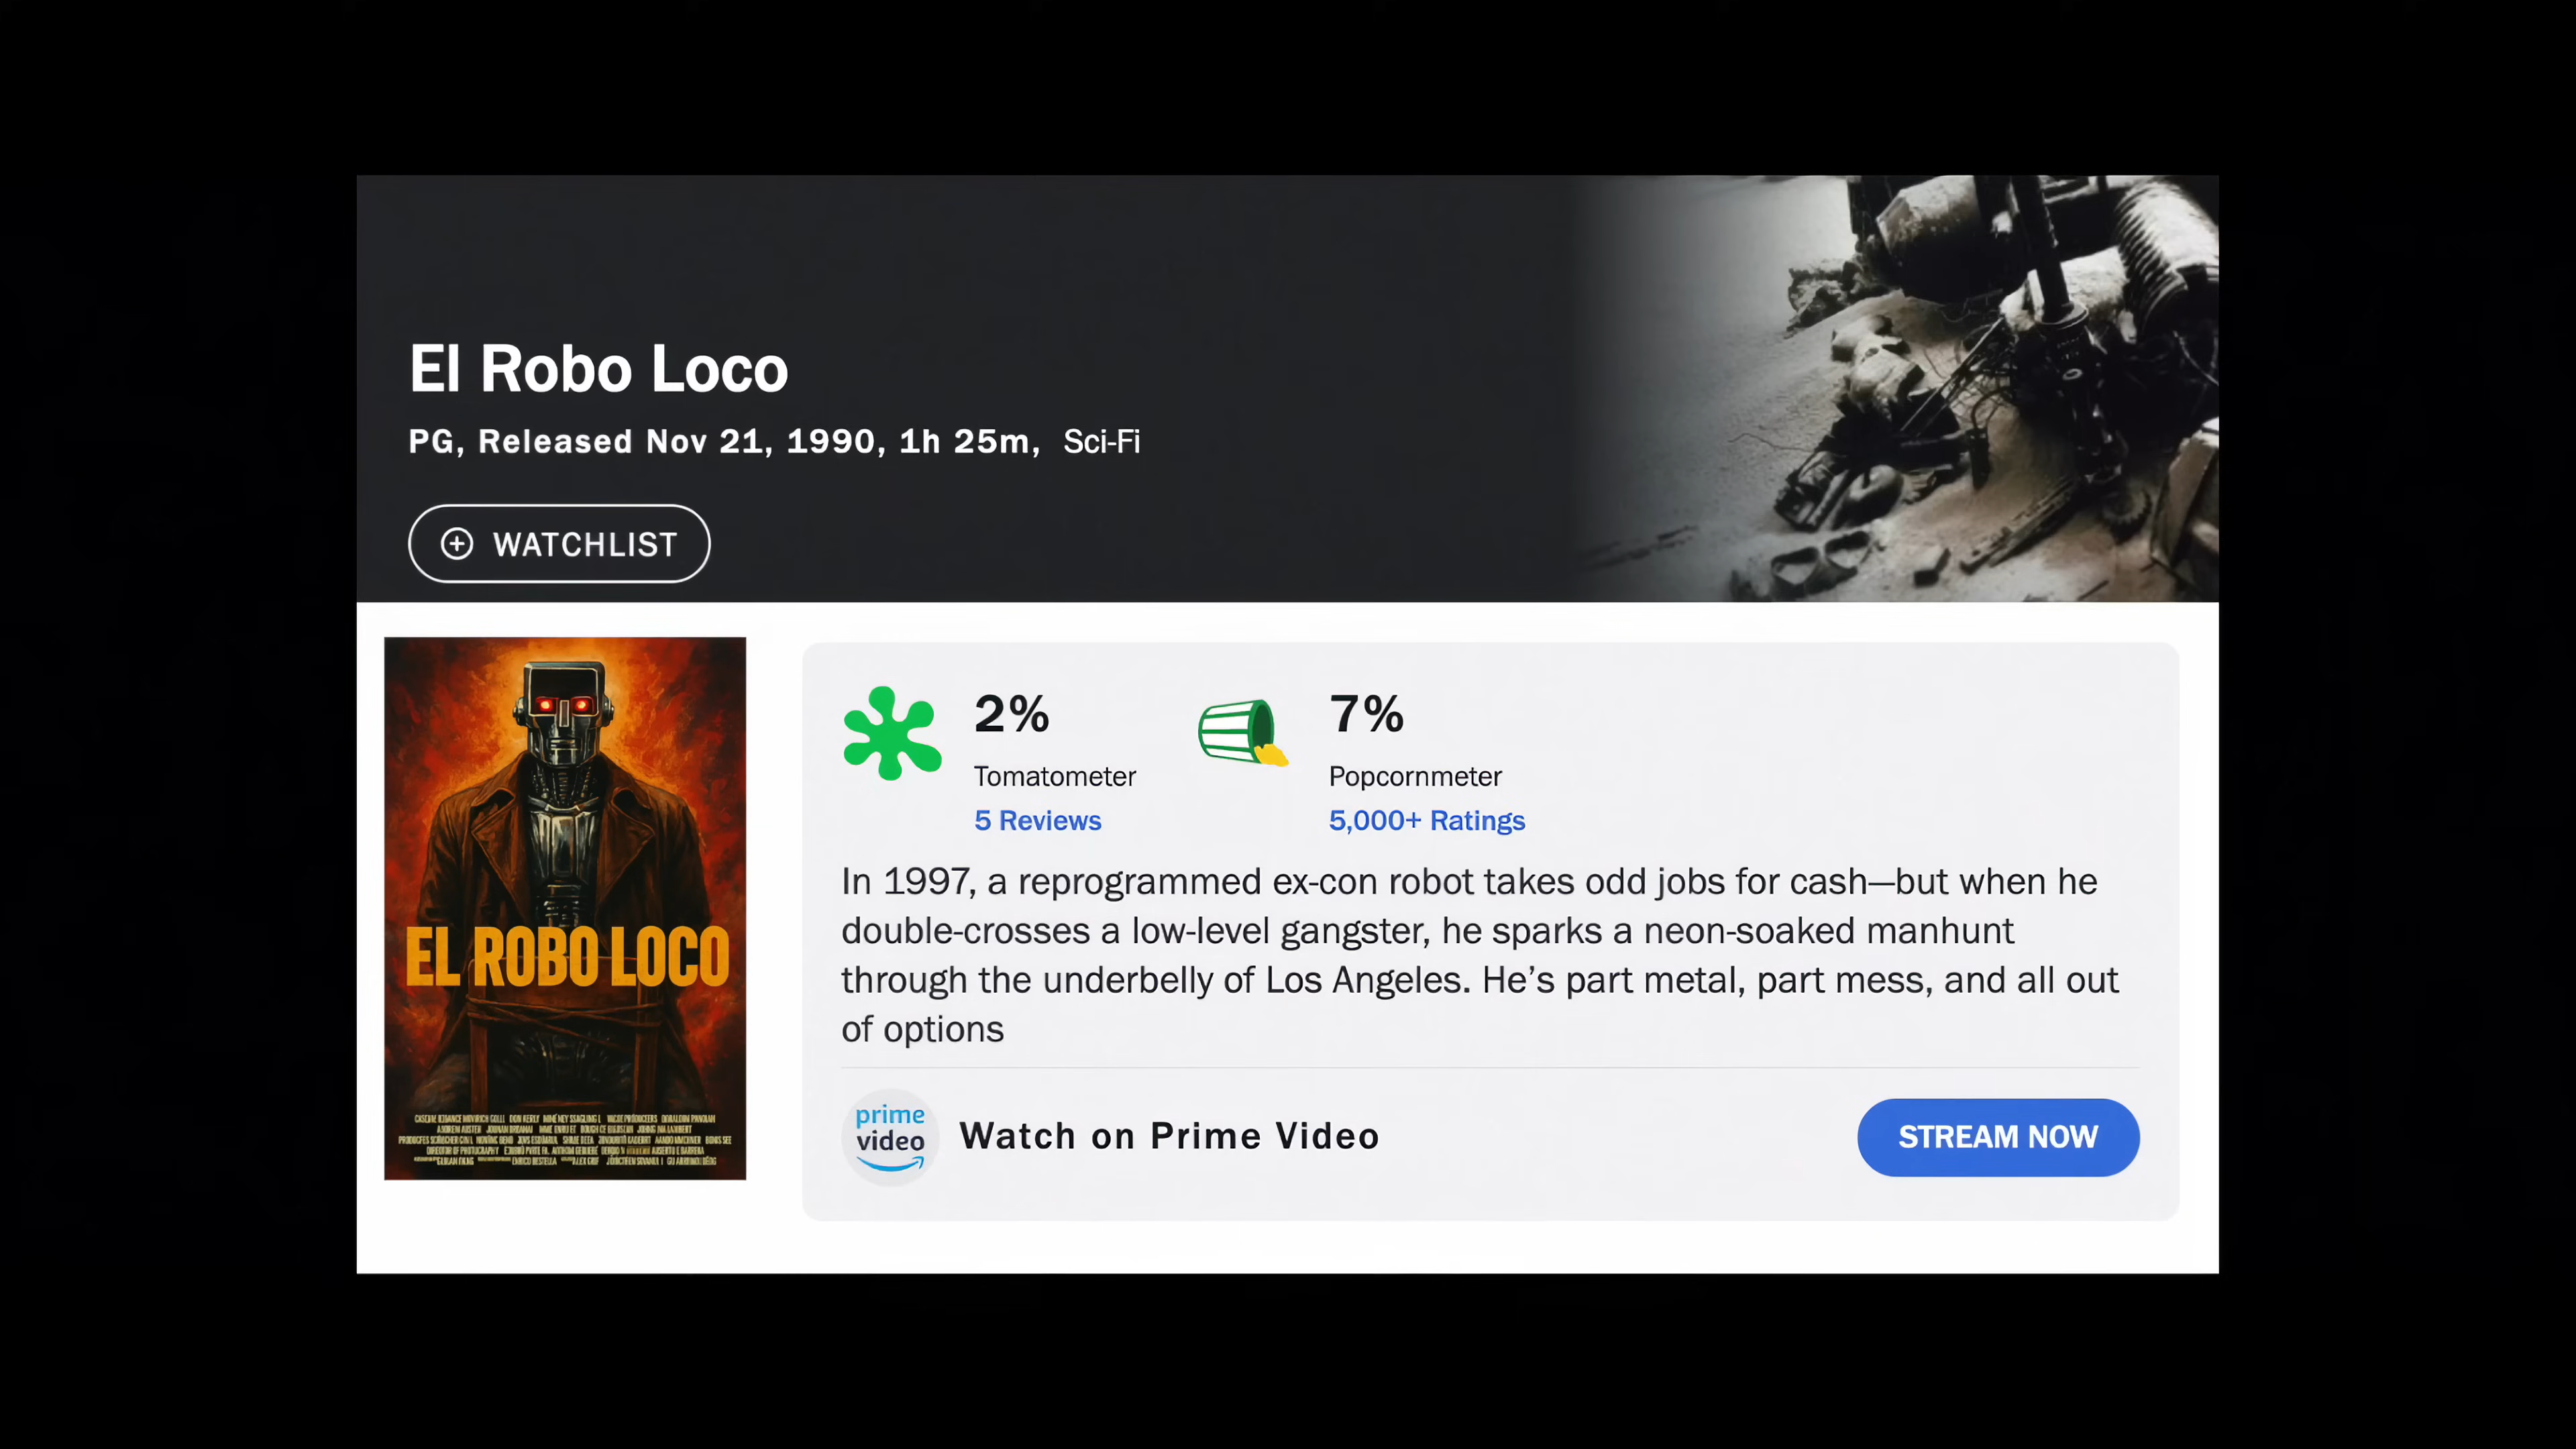 El Robo Loco
PG, Released Nov 21, 1990, 1h 25m, Sci-Fi
WATCHLIST
EL ROBO LOCO
2%
Tomatometer
5 Reviews
7%
Popcornmeter
5,000+ Ratings
In 1997, a reprogrammed ex-con robot takes odd jobs for cash—but when he
double-crosses a low-level gangster, he sparks a neon-soaked manhunt
through the underbelly of Los Angeles. He’s part metal, part mess, and all out
of options
prime
video
Watch on Prime Video
STREAM NOW